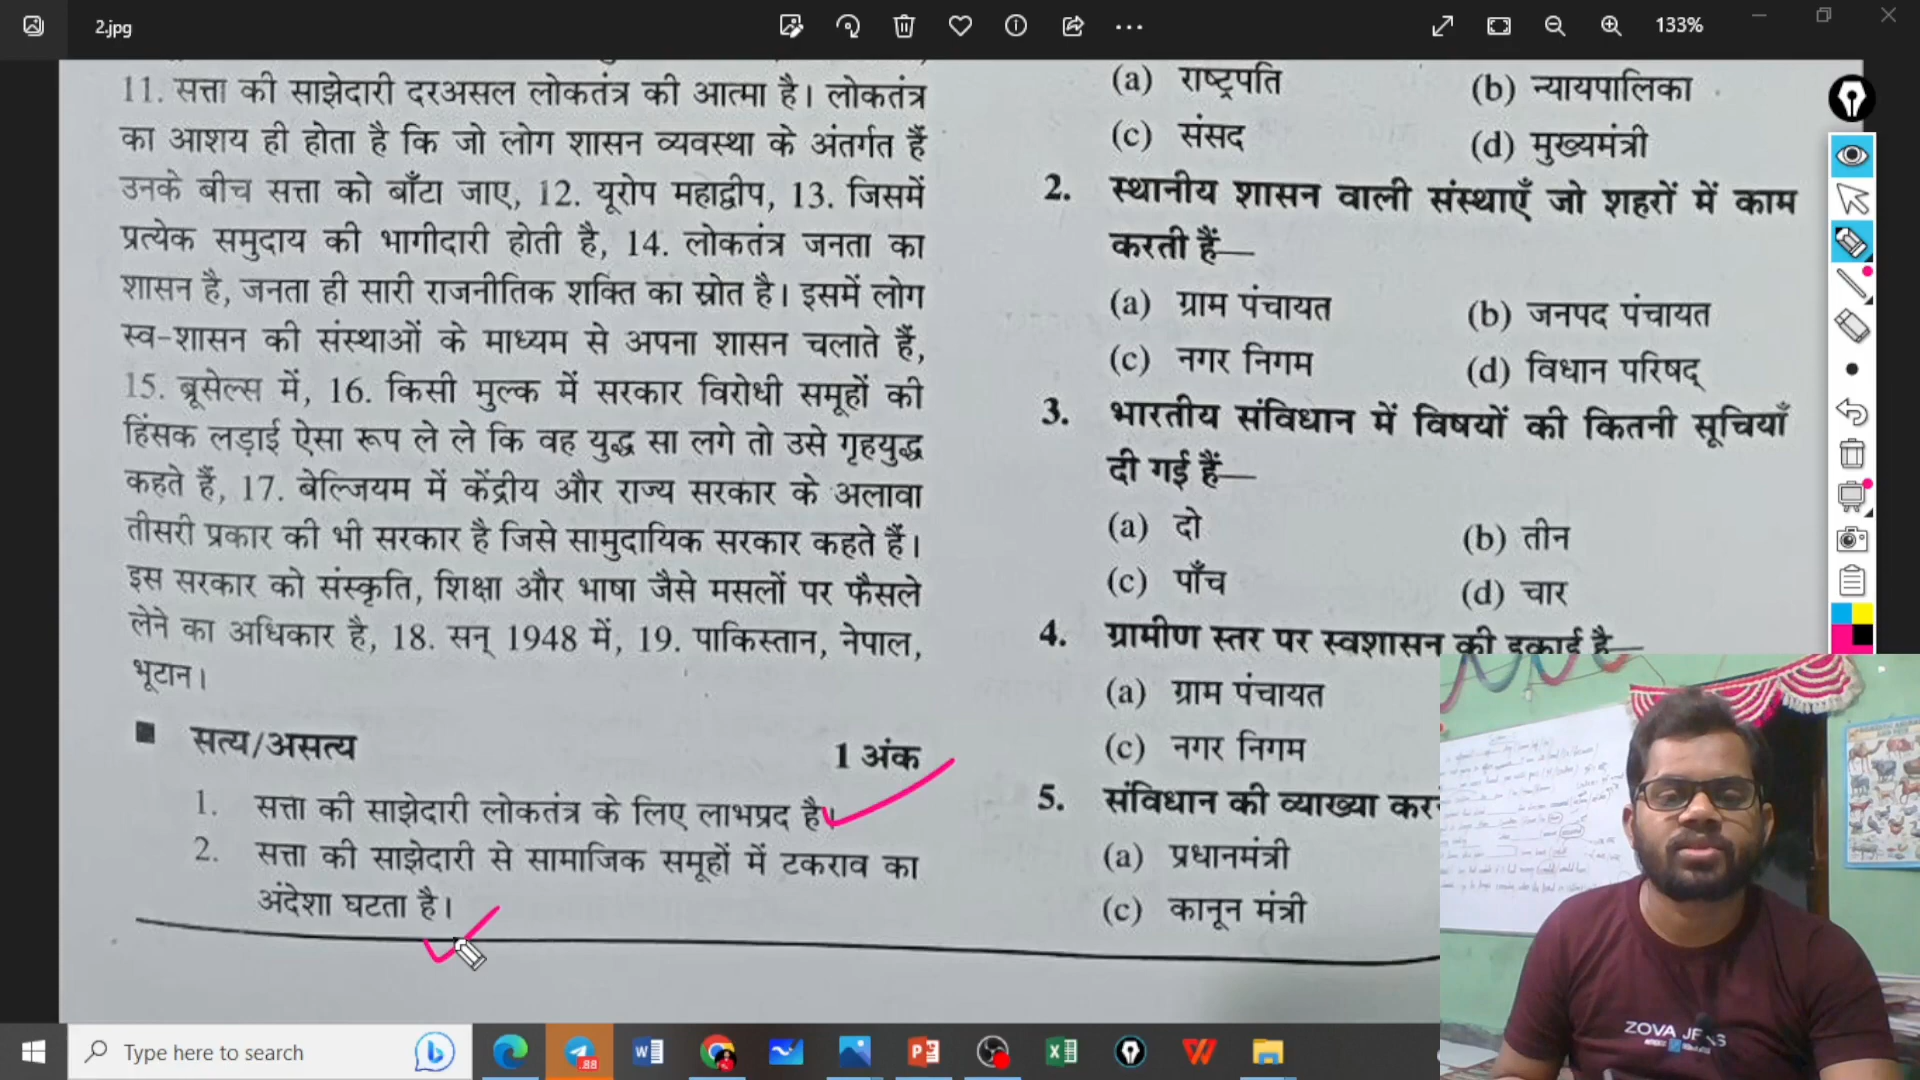 2.jpg
133%
11. सत्ता की साझेदारी दरअसल लोकतंत्र की आत्मा है। लोकतंत्र
का आशय ही होता है कि जो लोग शासन व्यवस्था के अंतर्गत हैं
उनके बीच सत्ता को बाँटा जाए, 12. यूरोप महाद्वीप, 13. जिसमें
प्रत्येक समुदाय की भागीदारी होती है, 14. लोकतंत्र जनता का
शासन है, जनता ही सारी राजनीतिक शक्ति का स्रोत है। इसमें लोग
स्व-शासन की संस्थाओं के माध्यम से अपना शासन चलाते हैं,
15. ब्रूसेल्स में, 16. किसी मुल्क में सरकार विरोधी समूहों की
हिंसक लड़ाई ऐसा रूप ले ले कि वह युद्ध सा लगे तो उसे गृहयुद्ध
कहते हैं, 17. बेल्जियम में केंद्रीय और राज्य सरकार के अलावा
तीसरी प्रकार की भी सरकार है जिसे सामुदायिक सरकार कहते हैं।
इस सरकार को संस्कृति, शिक्षा और भाषा जैसे मसलों पर फैसले
लेने का अधिकार है, 18. सन् 1948 में, 19. पाकिस्तान, नेपाल,
भूटान।
■ सत्य/असत्य 1 अंक
1. सत्ता की साझेदारी लोकतंत्र के लिए लाभप्रद है।
2. सत्ता की साझेदारी से सामाजिक समूहों में टकराव का
अंदेशा घटता है।
(a) राष्ट्रपति (b) न्यायपालिका
(c) संसद (d) मुख्यमंत्री
2. स्थानीय शासन वाली संस्थाएँ जो शहरों में काम
करती हैं—
(a) ग्राम पंचायत (b) जनपद पंचायत
(c) नगर निगम (d) विधान परिषद्
3. भारतीय संविधान में विषयों की कितनी सूचियाँ
दी गई हैं—
(a) दो (b) तीन
(c) पाँच (d) चार
4. ग्रामीण स्तर पर स्वशासन की इकाई है—
(a) ग्राम पंचायत
(c) नगर निगम
5. संविधान की व्याख्या
(a) प्रधानमंत्री
(c) कानून मंत्री
ZOVA
Type here to search
88